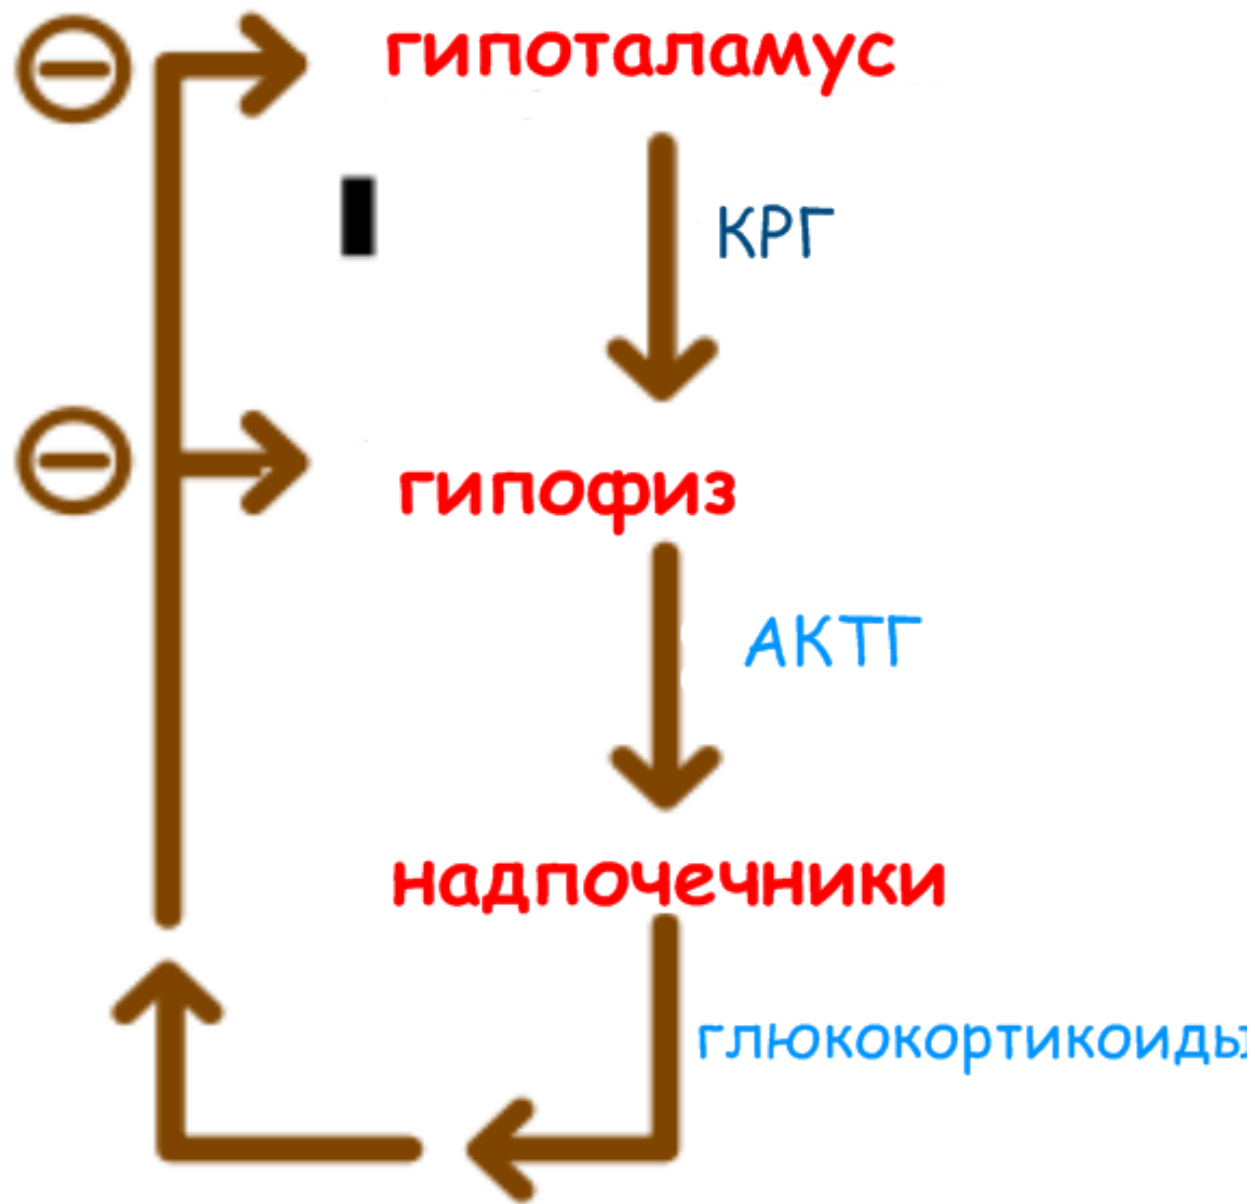 гипоталамус
КРГ
гипофиз
АКТГ
надпочечники
глюкокортикоиды